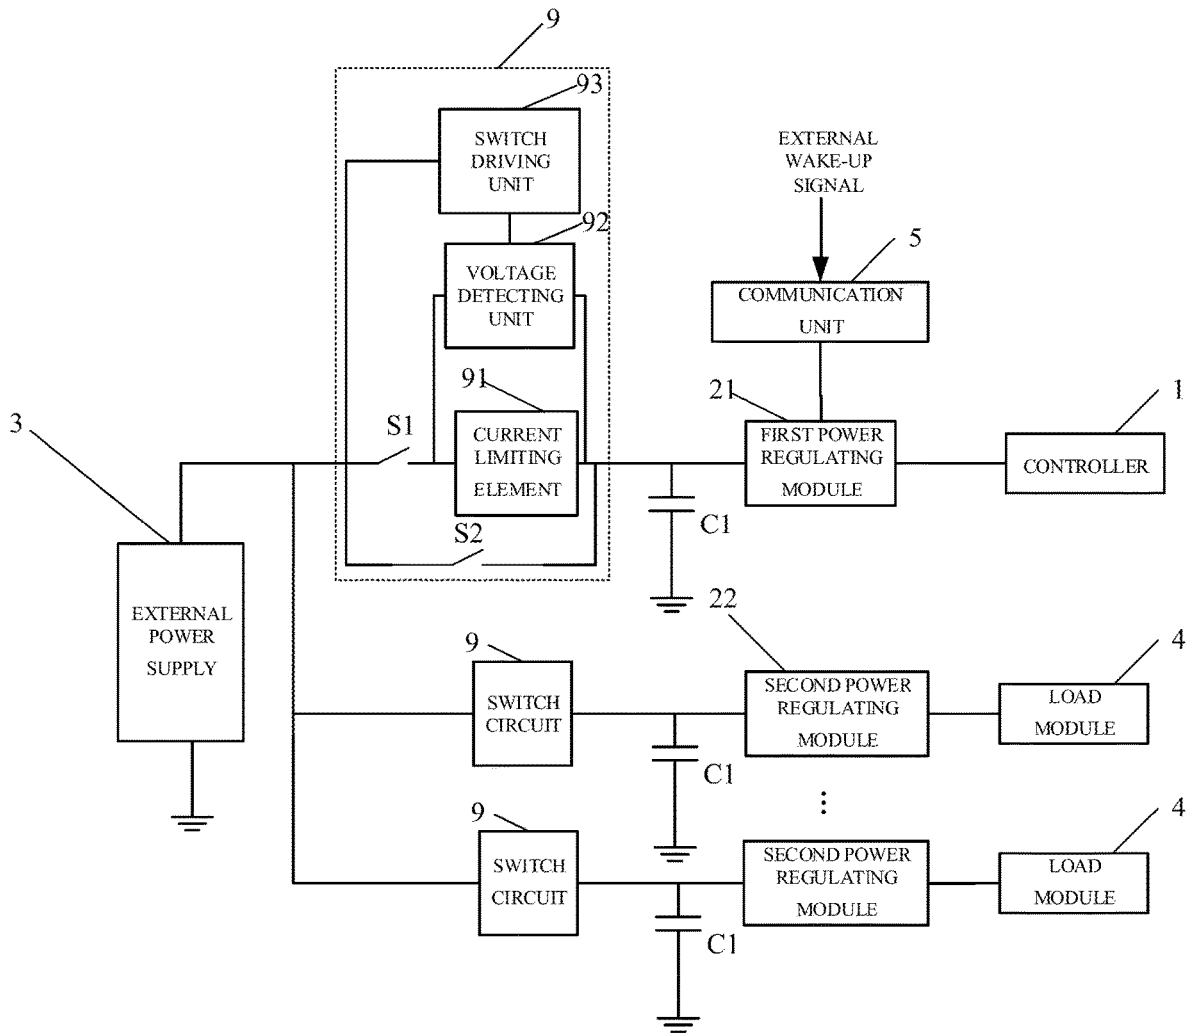 9
93
SWITCH
DRIVING
UNIT
EXTERNAL
WAKE-UP
SIGNAL
92
VOLTAGE
DETECTING
UNIT
5
COMMUNICATION
UNIT
91
CURRENT
LIMITING
ELEMENT
S1
S2
21
FIRST POWER
REGULATING
MODULE
1
CONTROLLER
3
EXTERNAL
POWER
SUPPLY
C1
9
SWITCH
CIRCUIT
C1
22
SECOND POWER
REGULATING
MODULE
4
LOAD
MODULE
9
SWITCH
CIRCUIT
C1
⋮
SECOND POWER
REGULATING
MODULE
4
LOAD
MODULE